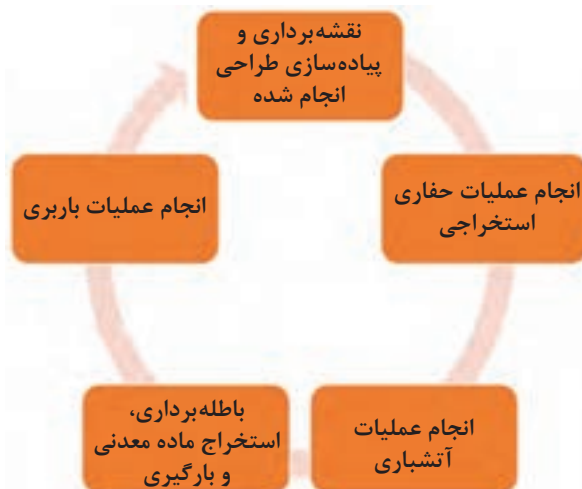 نقشه‌برداری و
پیاده‌سازی طراحی
انجام شده
انجام عملیات حفاری
استخراجی
انجام عملیات
آتشباری
باطله‌برداری،
استخراج ماده معدنی
و بارگیری
انجام عملیات باربری